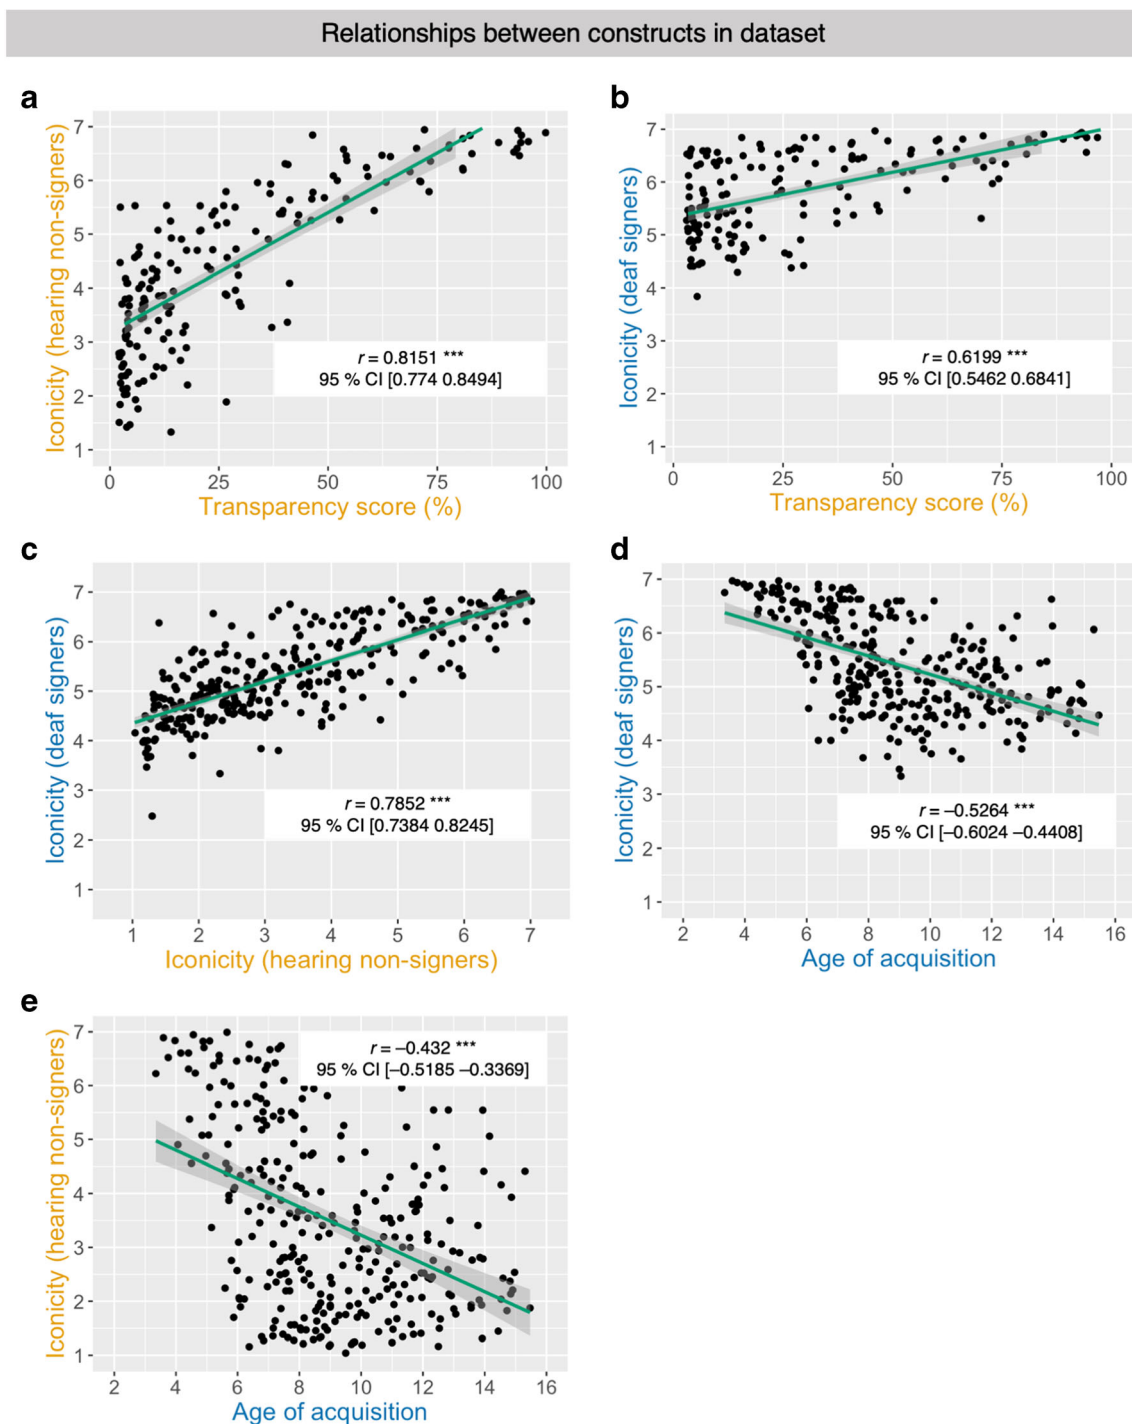 Relationships between constructs in dataset
a
Iconicity (hearing non-signers)
7
6
5
4
3
2
1
r = 0.8151 ***
95 % CI [0.774 0.8494]
0 25 50 75 100
Transparency score (%)
b
Iconicity (deaf signers)
7
6
5
4
3
2
1
r = 0.6199 ***
95 % CI [0.5462 0.6841]
0 25 50 75 100
Transparency score (%)
c
Iconicity (deaf signers)
7
6
5
4
3
2
1
r = 0.7852 ***
95 % CI [0.7384 0.8245]
1 2 3 4 5 6 7
Iconicity (hearing non-signers)
d
Iconicity (deaf signers)
7
6
5
4
3
2
1
r = –0.5264 ***
95 % CI [–0.6024 –0.4408]
2 4 6 8 10 12 14 16
Age of acquisition
e
Iconicity (hearing non-signers)
7
6
5
4
3
2
1
r = –0.432 ***
95 % CI [–0.5185 –0.3369]
2 4 6 8 10 12 14 16
Age of acquisition